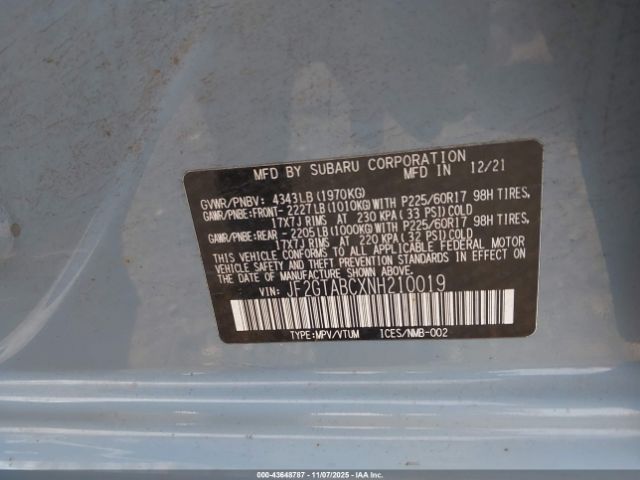 MFD BY SUBARU CORPORATION MFD IN 12/21
GVWR/PNBV: 4343LB(1970KG)
GAWR/PNBE:FRONT-2227LB(1010KG)WITH P225/60R17 98H TIRES,
17X7J RIMS AT 230 KPA( 33 PSI)COLD
GAWR/PNBE:REAR -2205LB(1000KG)WITH P225/60R17 98H TIRES,
17X7J RIMS AT 220 KPA( 32 PSI)COLD
THIS VEHICLE CONFORMS TO ALL APPLICABLE FEDERAL MOTOR
VEHICLE SAFETY AND THEFT PREVENTION STANDARDS IN EFFECT
ON THE DATE OF MANUFACTURE SHOWN ABOVE.
VIN: JF2GTABCXNH210019
TYPE:MPV/VTUM ICES/NMB-002
000-43648787 - 11/07/2025 - IAAI.COM